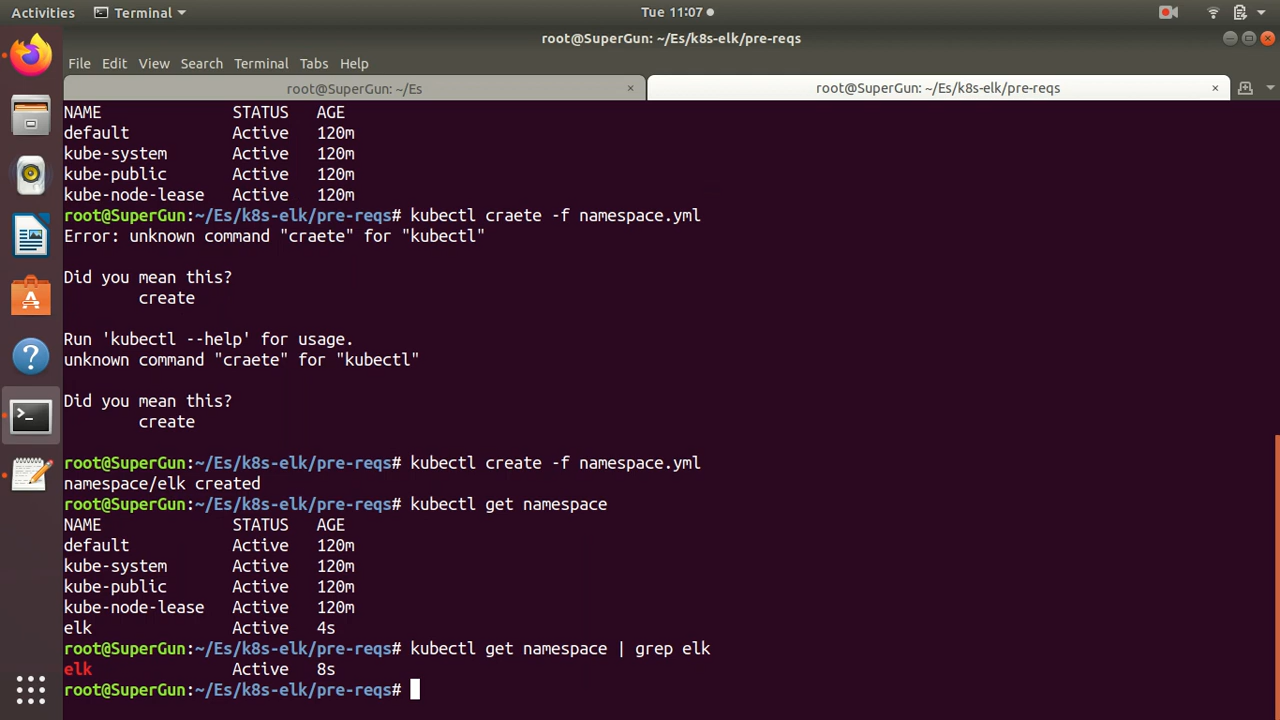 Activities Terminal Tue 11:07
root@SuperGun: ~/Es/k8s-elk/pre-reqs
File Edit View Search Terminal Tabs Help
root@SuperGun: ~/Es × root@SuperGun: ~/Es/k8s-elk/pre-reqs ×
NAME STATUS AGE
default Active 120m
kube-system Active 120m
kube-public Active 120m
kube-node-lease Active 120m
root@SuperGun:~/Es/k8s-elk/pre-reqs# kubectl craete -f namespace.yml
Error: unknown command "craete" for "kubectl"
Did you mean this?
create
Run 'kubectl --help' for usage.
unknown command "craete" for "kubectl"
Did you mean this?
create
root@SuperGun:~/Es/k8s-elk/pre-reqs# kubectl create -f namespace.yml
namespace/elk created
root@SuperGun:~/Es/k8s-elk/pre-reqs# kubectl get namespace
NAME STATUS AGE
default Active 120m
kube-system Active 120m
kube-public Active 120m
kube-node-lease Active 120m
elk Active 4s
root@SuperGun:~/Es/k8s-elk/pre-reqs# kubectl get namespace | grep elk
elk Active 8s
root@SuperGun:~/Es/k8s-elk/pre-reqs#